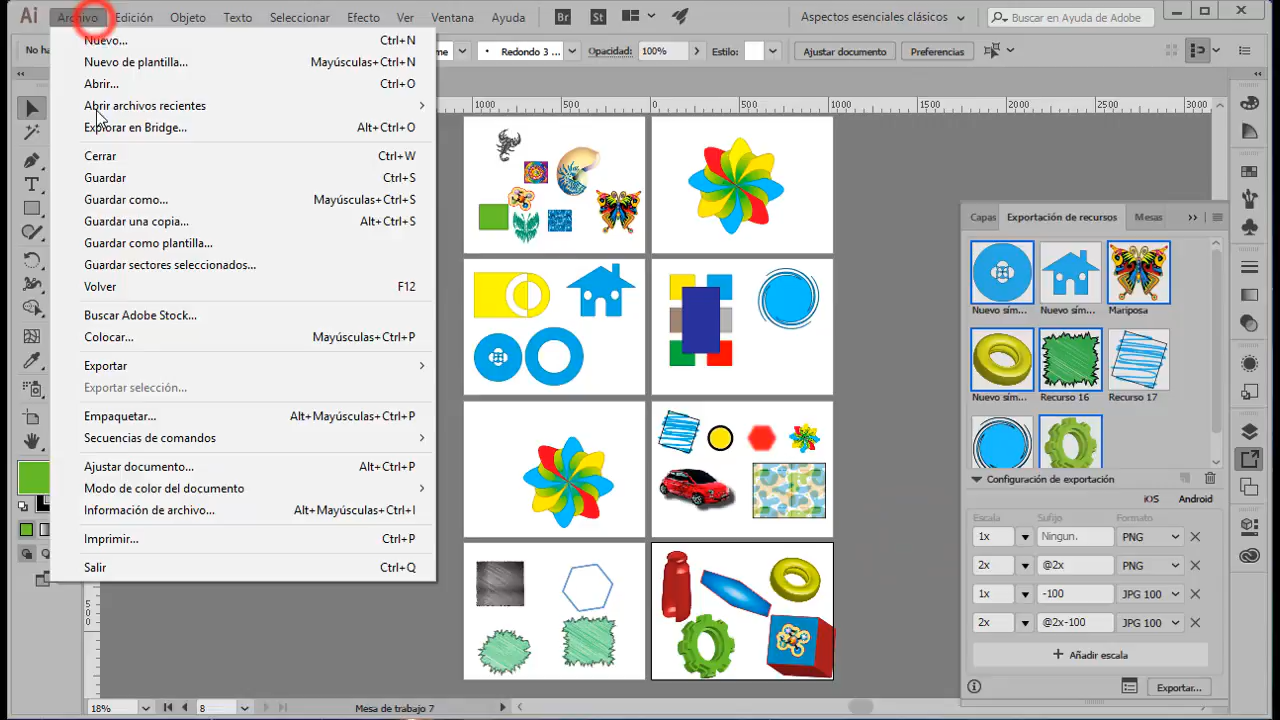 Ai Archivo Edición Objeto Texto Seleccionar Efecto Ver Ventana Ayuda Br St Aspectos esenciales clásicos Buscar en Ayuda de Adobe
No ha me Redondo 3 ... Opacidad: 100% Estilo: Ajustar documento Preferencias
Nuevo... Ctrl+N
Nuevo de plantilla... Mayúsculas+Ctrl+N
Abrir... Ctrl+O
Abrir archivos recientes
Explorar en Bridge... Alt+Ctrl+O
Cerrar Ctrl+W
Guardar Ctrl+S
Guardar como... Mayúsculas+Ctrl+S
Guardar una copia... Alt+Ctrl+S
Guardar como plantilla...
Guardar sectores seleccionados...
Volver F12
Buscar Adobe Stock...
Colocar... Mayúsculas+Ctrl+P
Exportar
Exportar selección...
Empaquetar... Alt+Mayúsculas+Ctrl+P
Secuencias de comandos
Ajustar documento... Alt+Ctrl+P
Modo de color del documento
Información de archivo... Alt+Mayúsculas+Ctrl+I
Imprimir... Ctrl+P
Salir Ctrl+Q
1000 500 0 500 1000 2000 2500 3000
5
0
0
Capas Exportación de recursos Mesas
Nuevo sím... Nuevo sím... Mariposa
Nuevo sím... Recurso 16 Recurso 17
Configuración de exportación
iOS Android
Escala Sufijo Formato
1x Ningun. PNG
2x @2x PNG
1x -100 JPG 100
2x @2x-100 JPG 100
+ Añadir escala
Exportar...
18% 8 Mesa de trabajo 7